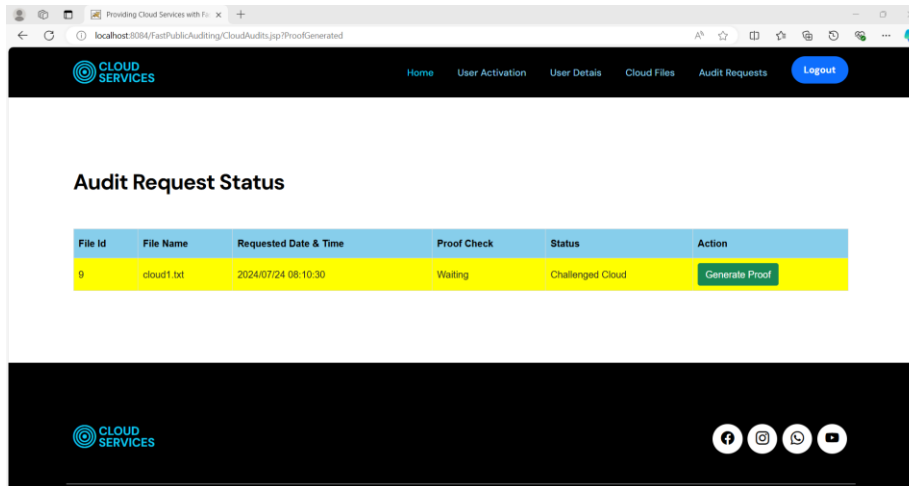 Providing Cloud Services with Fa
localhost:8084/FastPublicAuditing/CloudAudits.jsp?ProofGenerated
CLOUD
SERVICES
Home User Activation User Detais Cloud Files Audit Requests Logout
Audit Request Status
File Id File Name Requested Date & Time Proof Check Status Action
9 cloud1.txt 2024/07/24 08:10:30 Waiting Challenged Cloud Generate Proof
CLOUD
SERVICES